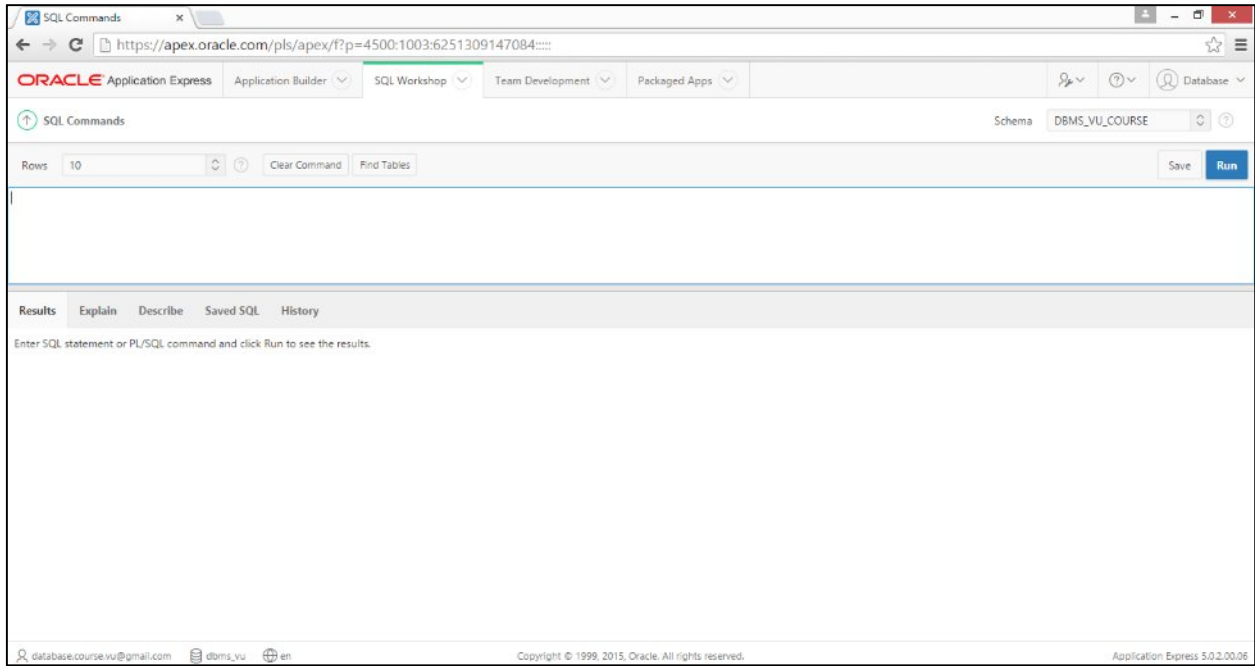 SQL Commands
https://apex.oracle.com/pls/apex/f?p=4500:1003:6251309147084:::::
ORACLE Application Express Application Builder SQL Workshop Team Development Packaged Apps Database
SQL Commands Schema DBMS_VU_COURSE
Rows 10 Clear Command Find Tables Save Run
Results Explain Describe Saved SQL History
Enter SQL statement or PL/SQL command and click Run to see the results.
database.course.vu@gmail.com dbms_vu en Copyright © 1999, 2015, Oracle. All rights reserved. Application Express 5.0.2.00.06